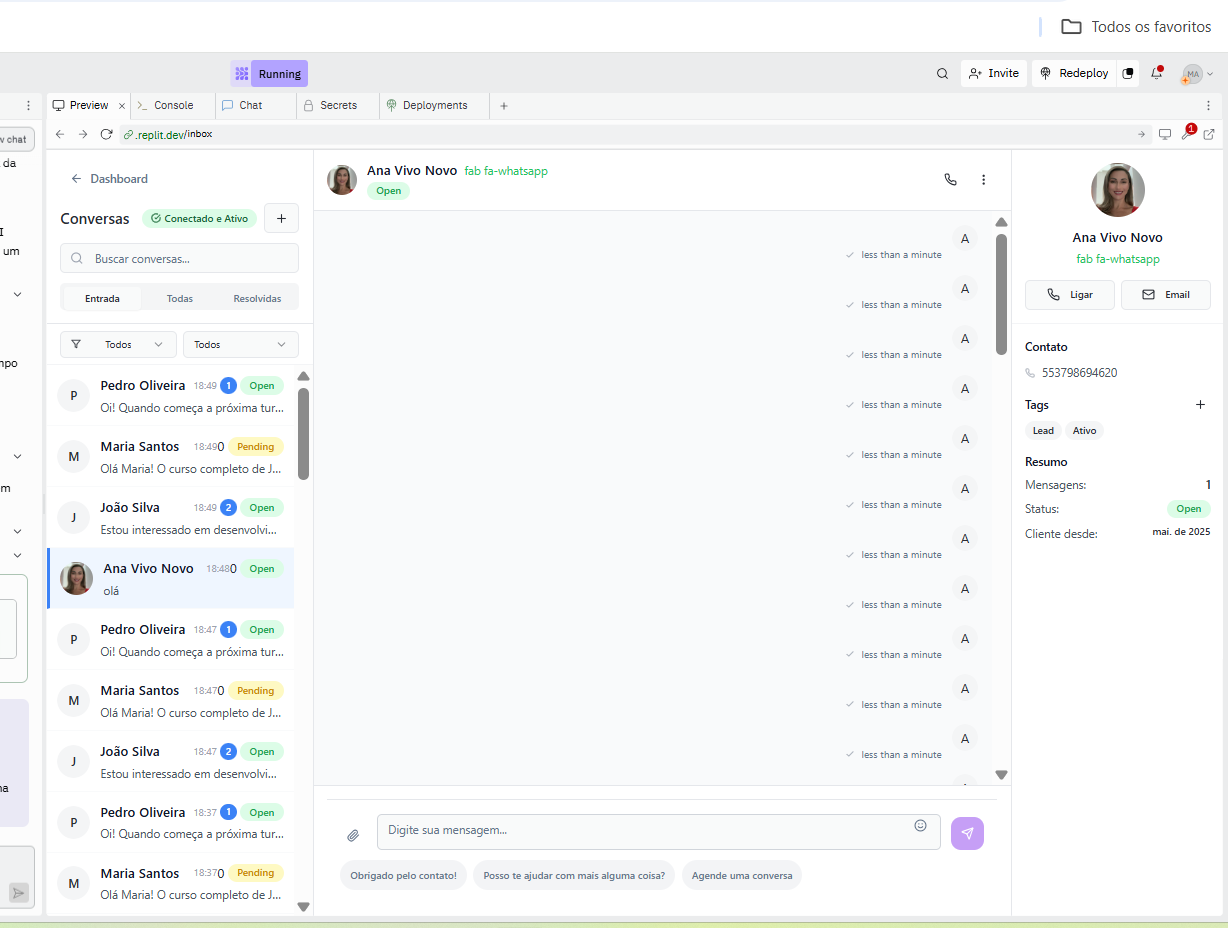 Todos os favoritos
Running
Invite
Redeploy
MA
Preview
Console
Chat
Secrets
Deployments
.replit.dev/inbox
1
w chat
da
I
um
mpo
m
na
Dashboard
Conversas
Conectado e Ativo
Buscar conversas...
Entrada
Todas
Resolvidas
Todos
Todos
P
Pedro Oliveira 18:49 1 Open
Oi! Quando começa a próxima tur...
M
Maria Santos 18:490 Pending
Olá Maria! O curso completo de J...
J
João Silva 18:49 2 Open
Estou interessado em desenvolvi...
Ana Vivo Novo 18:480 Open
olá
P
Pedro Oliveira 18:47 1 Open
Oi! Quando começa a próxima tur...
M
Maria Santos 18:470 Pending
Olá Maria! O curso completo de J...
J
João Silva 18:47 2 Open
Estou interessado em desenvolvi...
P
Pedro Oliveira 18:37 1 Open
Oi! Quando começa a próxima tur...
M
Maria Santos 18:370 Pending
Olá Maria! O curso completo de J...
Ana Vivo Novo fab fa-whatsapp
Open
A
less than a minute
A
less than a minute
A
less than a minute
A
less than a minute
A
less than a minute
A
less than a minute
A
less than a minute
A
less than a minute
A
less than a minute
A
less than a minute
A
less than a minute
Digite sua mensagem...
Obrigado pelo contato!
Posso te ajudar com mais alguma coisa?
Agende uma conversa
Ana Vivo Novo
fab fa-whatsapp
Ligar
Email
Contato
553798694620
Tags
Lead
Ativo
Resumo
Mensagens: 1
Status: Open
Cliente desde: mai. de 2025